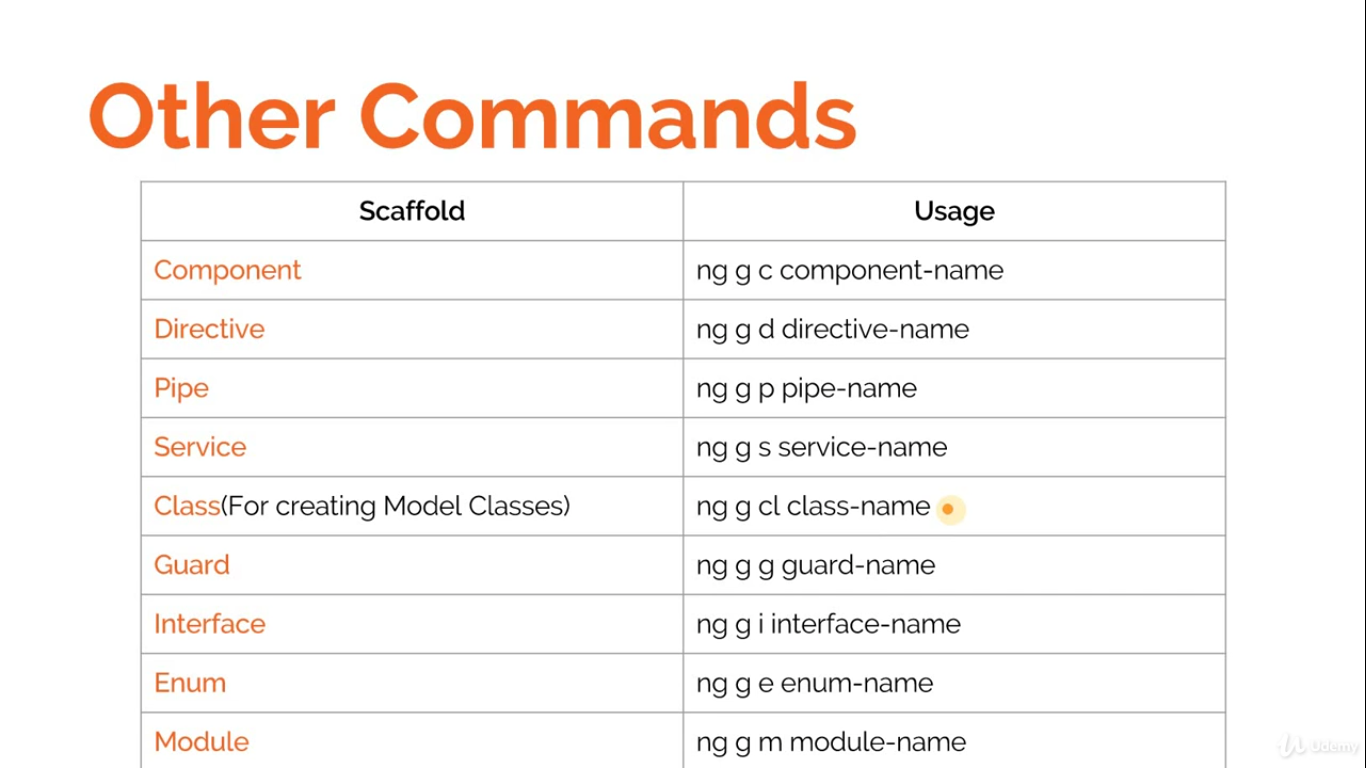 Other Commands
Scaffold Usage
Component ng g c component-name
Directive ng g d directive-name
Pipe ng g p pipe-name
Service ng g s service-name
Class(For creating Model Classes) ng g cl class-name
Guard ng g g guard-name
Interface ng g i interface-name
Enum ng g e enum-name
Module ng g m module-name
Udemy